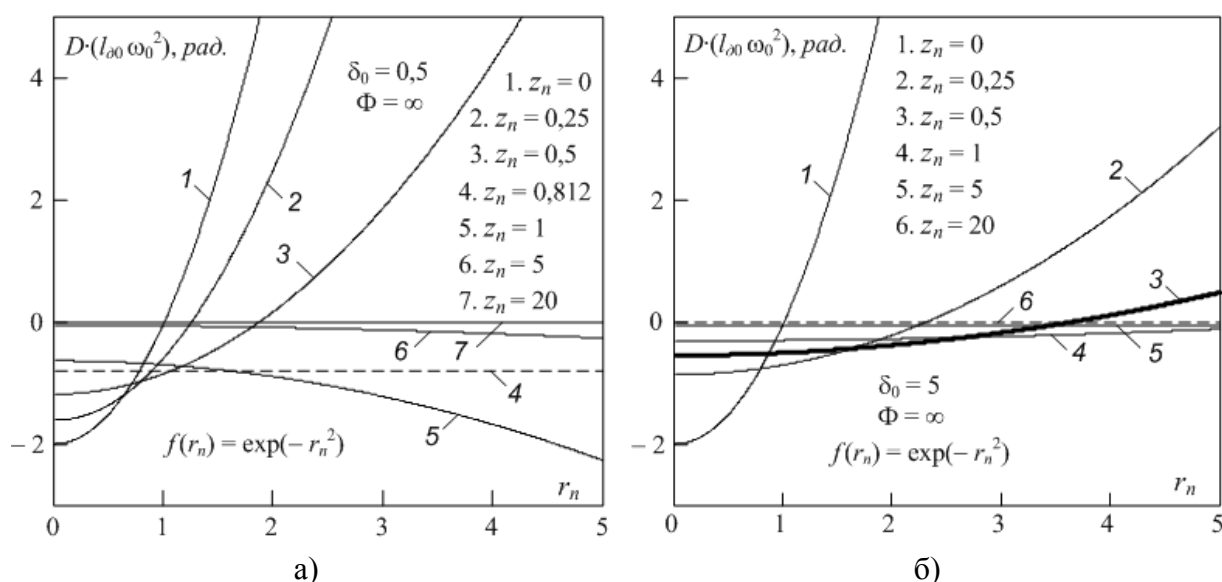 D·(l∂0 ω0²), рад.
δ0 = 0,5
Φ = ∞
1. zn = 0
2. zn = 0,25
3. zn = 0,5
4. zn = 0,812
5. zn = 1
6. zn = 5
7. zn = 20
1
2
3
6
7
4
5
f(rn) = exp(– rn²)
rn
4
2
0
– 2
0
1
2
3
4
5
а)
D·(l∂0 ω0²), рад.
1. zn = 0
2. zn = 0,25
3. zn = 0,5
4. zn = 1
5. zn = 5
6. zn = 20
1
2
3
6
4
5
δ0 = 5
Φ = ∞
f(rn) = exp(– rn²)
rn
4
2
0
– 2
0
1
2
3
4
5
б)